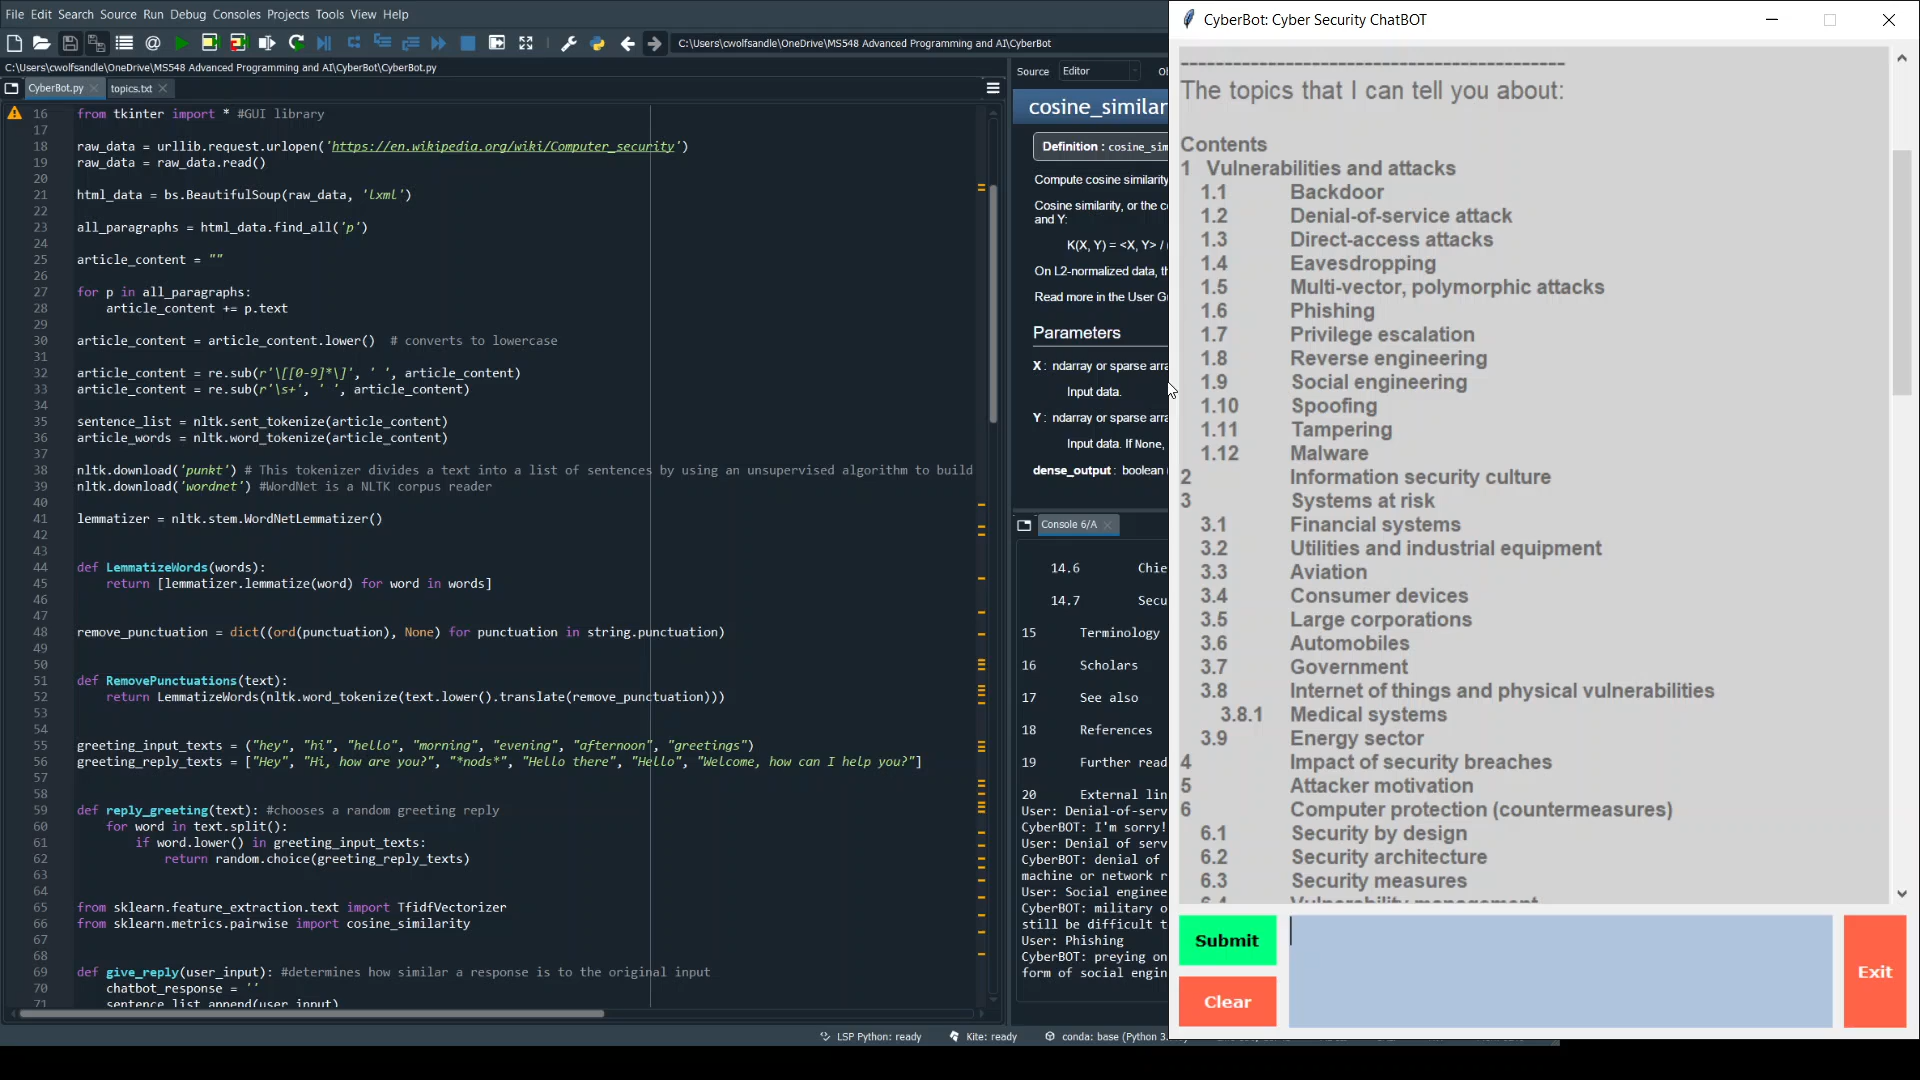 File Edit Search Source Run Debug Consoles Projects Tools View Help
C:\Users\cwolfsandle\OneDrive\MS548 Advanced Programming and AI\CyberBot
C:\Users\cwolfsandle\OneDrive\MS548 Advanced Programming and AI\CyberBot\CyberBot.py
CyberBot.py
topics.txt
16 from tkinter import * #GUI library
17
18 raw_data = urllib.request.urlopen('https://en.wikipedia.org/wiki/Computer_security')
19 raw_data = raw_data.read()
20
21 html_data = bs.BeautifulSoup(raw_data, 'lxml')
22
23 all_paragraphs = html_data.find_all('p')
24
25 article_content = ""
26
27 for p in all_paragraphs:
28     article_content += p.text
29
30 article_content = article_content.lower()  # converts to lowercase
31
32 article_content = re.sub(r'\[[0-9]*\]', ' ', article_content)
33 article_content = re.sub(r'\s+', ' ', article_content)
34
35 sentence_list = nltk.sent_tokenize(article_content)
36 article_words = nltk.word_tokenize(article_content)
37
38 nltk.download('punkt') # This tokenizer divides a text into a list of sentences by using an unsupervised algorithm to build
39 nltk.download('wordnet') #WordNet is a NLTK corpus reader
40
41 lemmatizer = nltk.stem.WordNetLemmatizer()
42
43
44 def LemmatizeWords(words):
45     return [lemmatizer.lemmatize(word) for word in words]
46
47
48 remove_punctuation = dict((ord(punctuation), None) for punctuation in string.punctuation)
49
50
51 def RemovePunctuations(text):
52     return LemmatizeWords(nltk.word_tokenize(text.lower().translate(remove_punctuation)))
53
54
55 greeting_input_texts = ("hey", "hi", "hello", "morning", "evening", "afternoon", "greetings")
56 greeting_reply_texts = ["Hey", "Hi, how are you?", "*nods*", "Hello there", "Hello", "Welcome, how can I help you?"]
57
58
59 def reply_greeting(text): #chooses a random greeting reply
60     for word in text.split():
61         if word.lower() in greeting_input_texts:
62             return random.choice(greeting_reply_texts)
63
64
65 from sklearn.feature_extraction.text import TfidfVectorizer
66 from sklearn.metrics.pairwise import cosine_similarity
67
68
69 def give_reply(user_input): #determines how similar a response is to the original input
70     chatbot_response = ''
71     sentence_list.append(user_input)
Source Editor
cosine_similar
Definition : cosine_sim
Compute cosine similarity
Cosine similarity, or the
and Y:
K(X, Y) = <X, Y> /
On L2-normalized data,
Read more in the User
Parameters
X : ndarray or sparse
Input data.
Y : ndarray or sparse
Input data. If None,
dense_output : boolean
Console 6/A
14.6 Chie
14.7 Secu
15 Terminology
16 Scholars
17 See also
18 References
19 Further read
20 External lin
User: Denial-of-serv
CyberBOT: I'm sorry!
User: Denial of serv
CyberBOT: denial of
machine or network r
User: Social enginee
CyberBOT: military o
still be difficult t
User: Phishing
CyberBOT: preying on
form of social engin
LSP Python: ready
Kite: ready
conda: base (Python 3.
CyberBot: Cyber Security ChatBOT
The topics that I can tell you about:
Contents
1 Vulnerabilities and attacks
1.1 Backdoor
1.2 Denial-of-service attack
1.3 Direct-access attacks
1.4 Eavesdropping
1.5 Multi-vector, polymorphic attacks
1.6 Phishing
1.7 Privilege escalation
1.8 Reverse engineering
1.9 Social engineering
1.10 Spoofing
1.11 Tampering
1.12 Malware
2 Information security culture
3 Systems at risk
3.1 Financial systems
3.2 Utilities and industrial equipment
3.3 Aviation
3.4 Consumer devices
3.5 Large corporations
3.6 Automobiles
3.7 Government
3.8 Internet of things and physical vulnerabilities
3.8.1 Medical systems
3.9 Energy sector
4 Impact of security breaches
5 Attacker motivation
6 Computer protection (countermeasures)
6.1 Security by design
6.2 Security architecture
6.3 Security measures
6.4 Vulnerability management
Submit
Clear
Exit